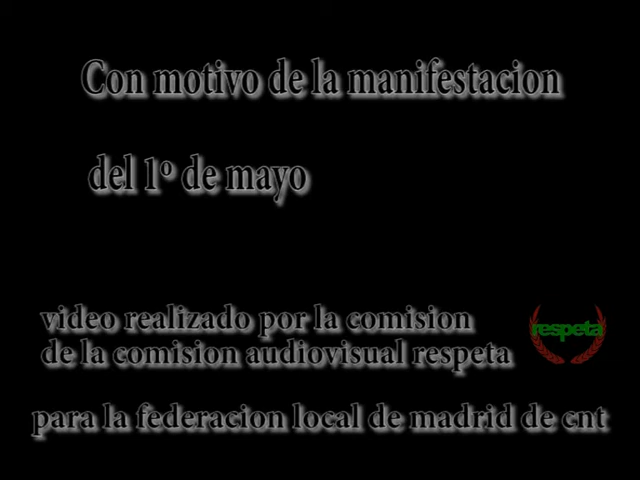 Con motivo de la manifestacion
del 1º de mayo
video realizado por la comision
respeta
de la comision audiovisual respeta
para la federacion local de madrid de cnt